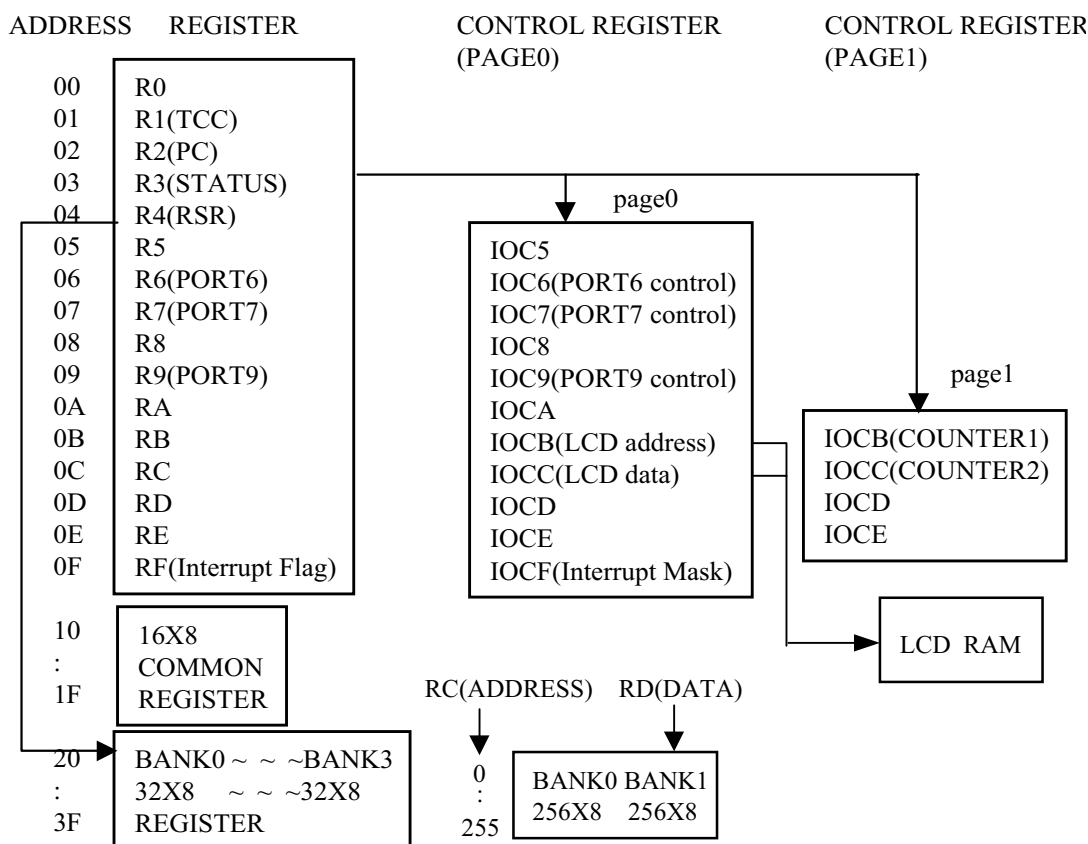 ADDRESS REGISTER CONTROL REGISTER CONTROL REGISTER
(PAGE0) (PAGE1)
00 R0
01 R1(TCC)
02 R2(PC)
03 R3(STATUS)
page0
04 R4(RSR)
05 R5 IOC5
06 R6(PORT6) IOC6(PORT6 control)
07 R7(PORT7) IOC7(PORT7 control)
08 R8 IOC8
09 R9(PORT9) IOC9(PORT9 control) page1
0A RA IOCA
0B RB IOCB(LCD address) IOCB(COUNTER1)
0C RC IOCC(LCD data) IOCC(COUNTER2)
0D RD IOCD IOCD
0E RE IOCE IOCE
0F RF(Interrupt Flag) IOCF(Interrupt Mask)
10 16X8 LCD RAM
: COMMON
1F REGISTER RC(ADDRESS) RD(DATA)
20 BANK0 ~ ~ ~BANK3
: 32X8 ~ ~ ~32X8
3F REGISTER
0 BANK0 BANK1
: 256X8 256X8
255